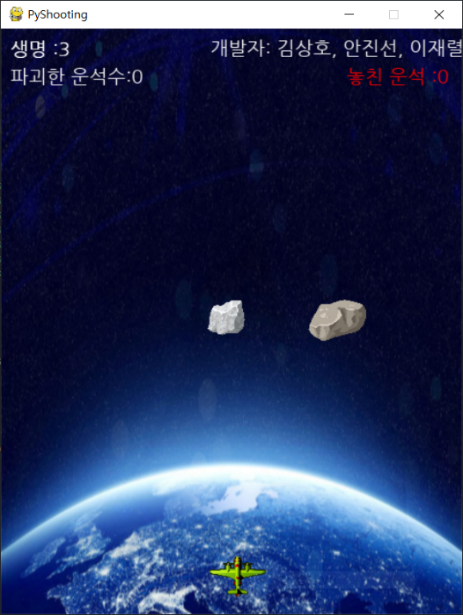 PyShooting
생명 :3
개발자: 김상호, 안진선, 이재렬
파괴한 운석수:0
놓친 운석 :0